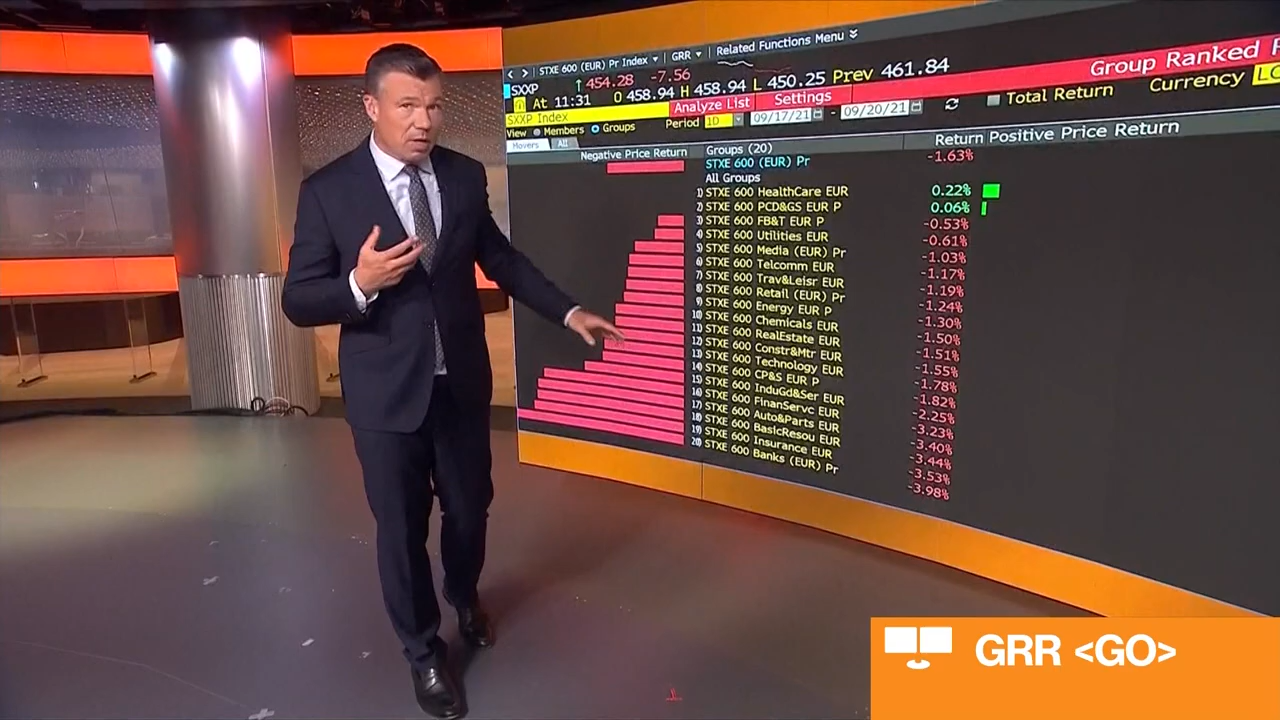 STXE 600 (EUR) Pr Index GRR Related Functions Menu
SXXP 454.28 -7.56
At 11:31 O 458.94 H 458.94 L 450.25 Prev 461.84
SXXP Index Analyze List Settings Group Ranked
View Members Groups Period 1D 09/17/21 - 09/20/21 Total Return Currency
Movers All
Negative Price Return Groups (20) Return Positive Price Return
STXE 600 (EUR) Pr -1.63%
All Groups
1) STXE 600 HealthCare EUR 0.22%
2) STXE 600 PCD&GS EUR P 0.06%
3) STXE 600 FB&T EUR P -0.53%
4) STXE 600 Utilities EUR -0.61%
5) STXE 600 Media (EUR) Pr -1.03%
6) STXE 600 Telcomm EUR -1.17%
7) STXE 600 Trav&Leisr EUR -1.19%
8) STXE 600 Retail (EUR) Pr -1.24%
9) STXE 600 Energy EUR P -1.30%
10) STXE 600 Chemicals EUR -1.50%
11) STXE 600 RealEstate EUR -1.51%
12) STXE 600 Constr&Mtr EUR -1.55%
13) STXE 600 Technology EUR -1.78%
14) STXE 600 CP&S EUR P -1.82%
15) STXE 600 InduGd&Ser EUR -2.25%
16) STXE 600 FinanServc EUR -3.23%
17) STXE 600 Auto&Parts EUR -3.40%
18) STXE 600 BasicResou EUR -3.44%
19) STXE 600 Insurance EUR -3.53%
20) STXE 600 Banks (EUR) Pr -3.98%
GRR <GO>